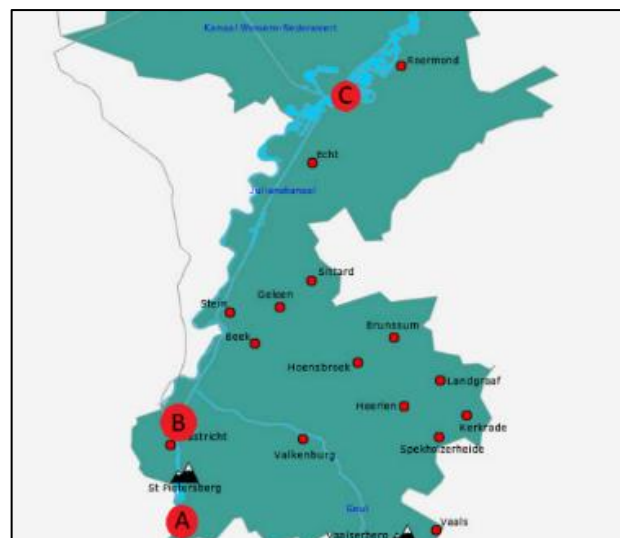 Kanaal Wessem-Nederweert
Roermond
C
Echt
Julianakanaal
Sittard
Geleen
Stein
Brunssum
Beek
Hoensbroek
Landgraaf
Heerlen
B
Kerkrade
astricht
Spekholzerheide
Valkenburg
St Pietersberg
Geul
A
Vaals
Vaalserberg